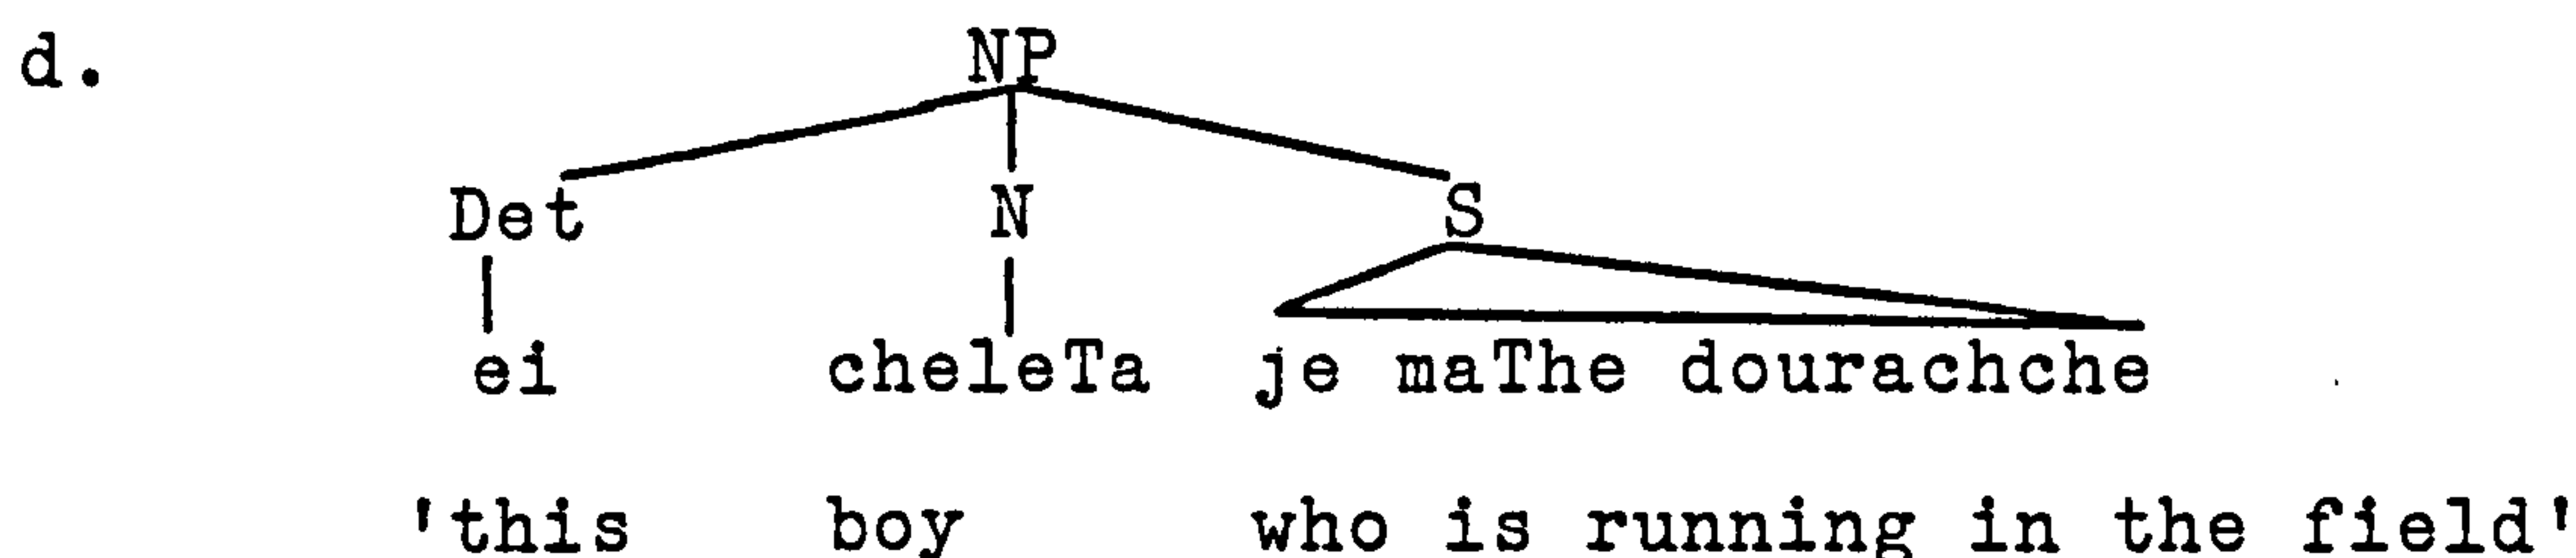 d. NP
Det N S
ei cheleTa je maThe dourachche
'this boy who is running in the field'